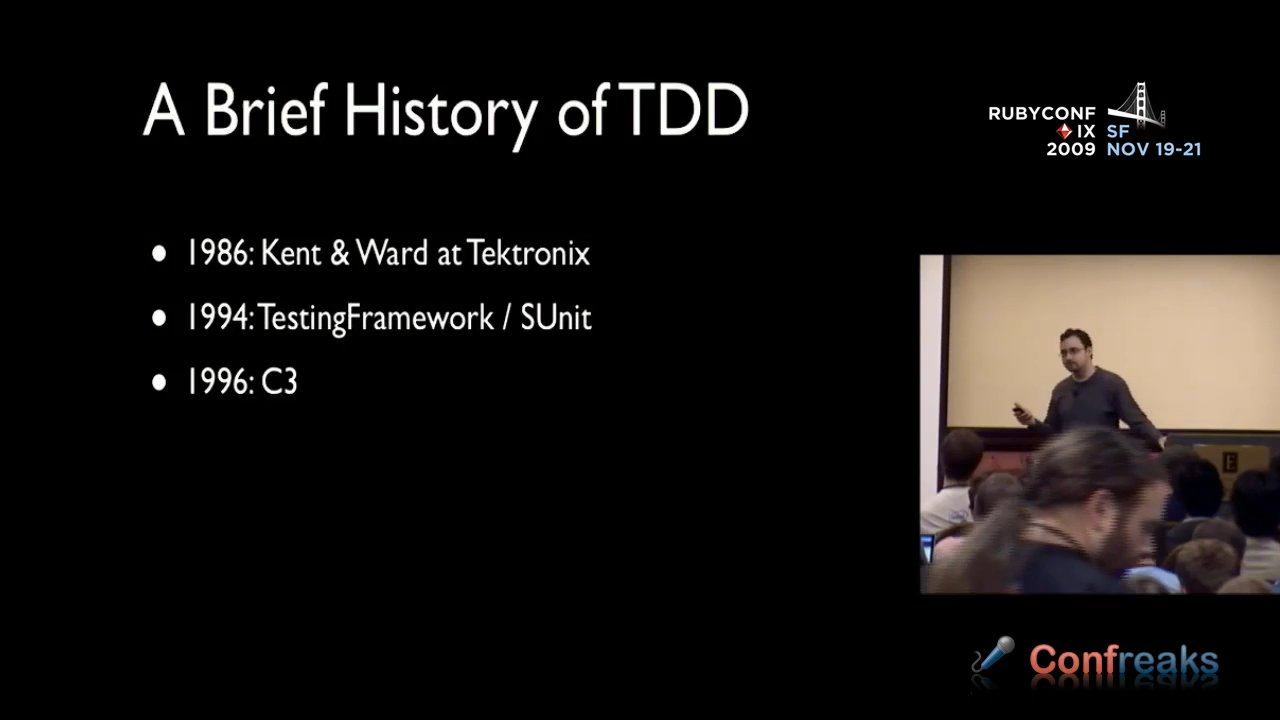 A Brief History of TDD
RUBYCONF
IX SF
2009 NOV 19-21
• 1986: Kent & Ward at Tektronix
• 1994: TestingFramework / SUnit
• 1996: C3
E
Confreaks